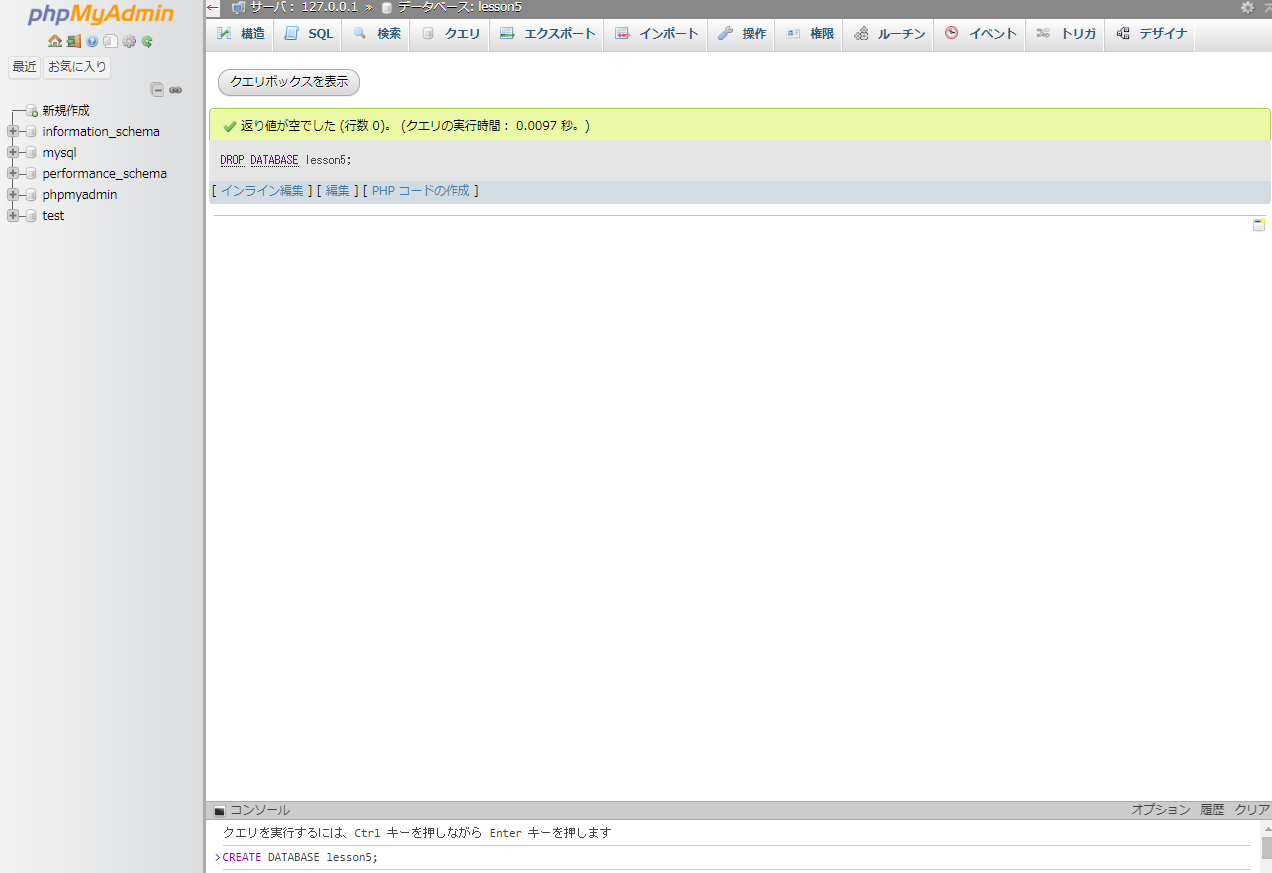 phpMyAdmin
最近 お気に入り
新規作成
information_schema
mysql
performance_schema
phpmyadmin
test
サーバ： 127.0.0.1 » データベース: lesson5
構造 SQL 検索 クエリ エクスポート インポート 操作 権限 ルーチン イベント トリガ デザイナ
クエリボックスを表示
返り値が空でした (行数 0)。 (クエリの実行時間： 0.0097 秒。)
DROP DATABASE lesson5;
[ インライン編集 ] [ 編集 ] [ PHP コードの作成 ]
コンソール オプション 履歴 クリア
クエリを実行するには、Ctrl キーを押しながら Enter キーを押します
>CREATE DATABASE lesson5;